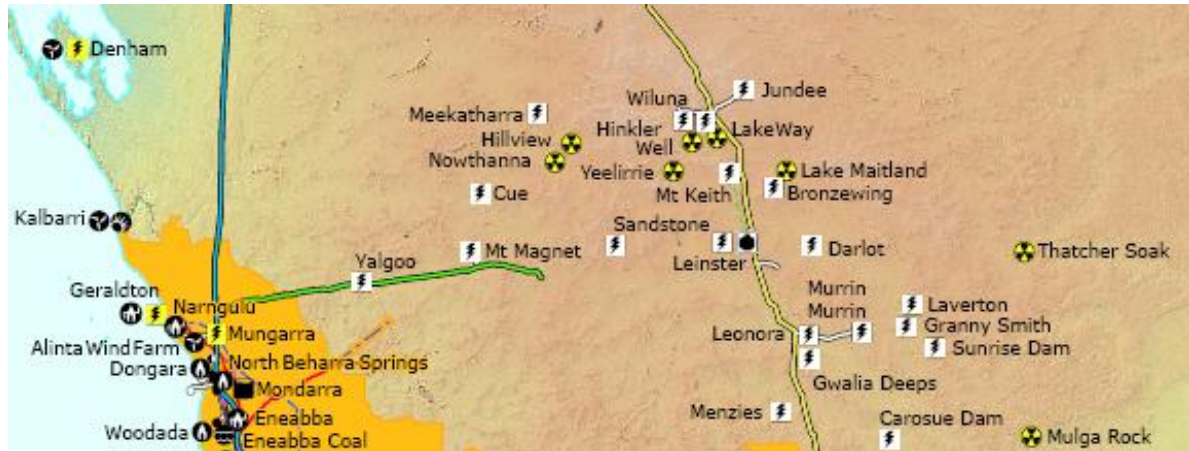 Denham
Wiluna
Jundee
Meekatharra
Hillview
Hinkler
Well
Lake Way
Nowthanna
Yeelirrie
Lake Maitland
Mt Keith
Bronzewing
Cue
Kalbarri
Sandstone
Mt Magnet
Darlot
Thatcher Soak
Yalgoo
Leinster
Geraldton
Narngulu
Murrin
Murrin
Laverton
Granny Smith
Mungarra
Leonora
Sunrise Dam
Alinta Wind Farm
North Beharra Springs
Dongara
Mondarra
Gwalia Deeps
Menzies
Carosue Dam
Eneabba
Woodada
Eneabba Coal
Mulga Rock